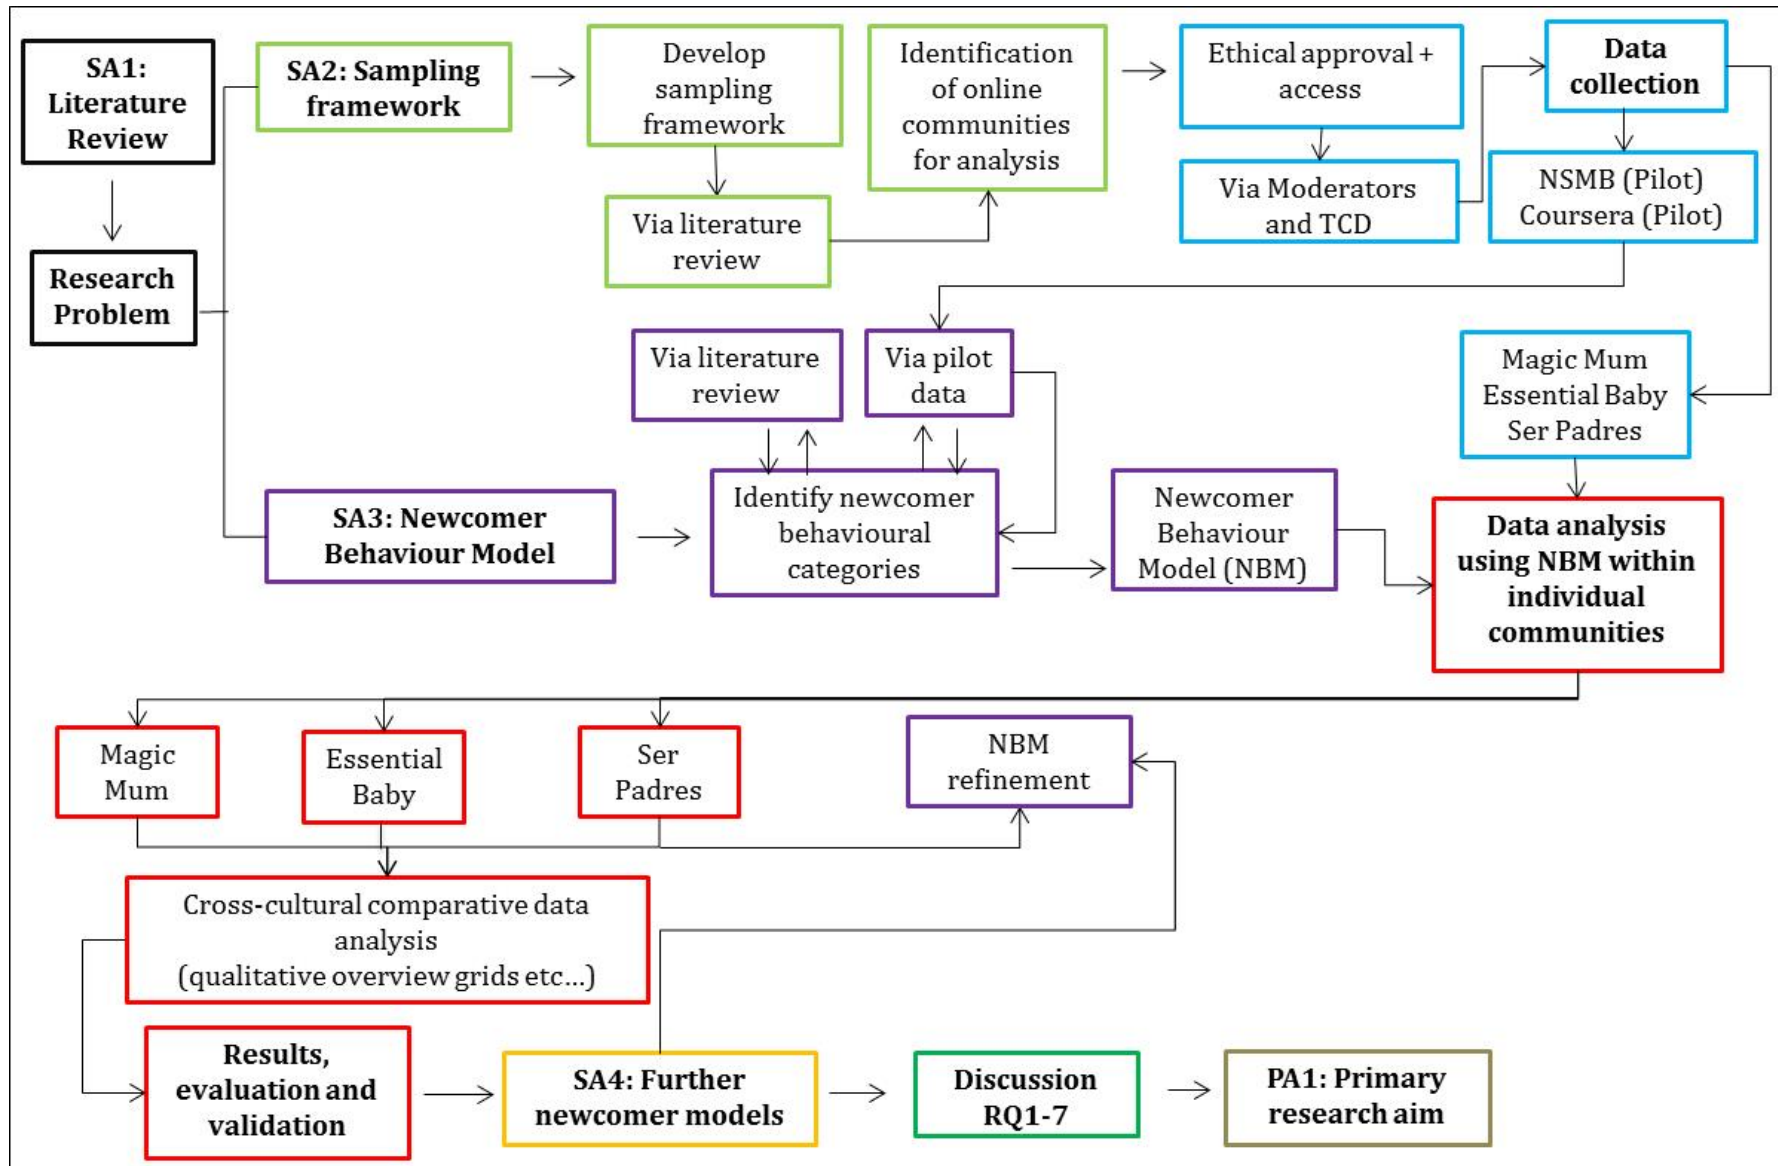 SA1:
Literature
Review
SA2: Sampling
framework
Develop
sampling
framework
Via literature
review
Identification
of online
communities
for analysis
Ethical approval +
access
Via Moderators
and TCD
Data
collection
NSMB (Pilot)
Coursera (Pilot)
Research
Problem
Via literature
review
Via pilot
data
Magic Mum
Essential Baby
Ser Padres
SA3: Newcomer
Behaviour Model
Identify newcomer
behavioural
categories
Newcomer
Behaviour
Model (NBM)
Data analysis
using NBM within
individual
communities
Magic
Mum
Essential
Baby
Ser
Padres
NBM
refinement
Cross-cultural comparative data
analysis
(qualitative overview grids etc…)
Results,
evaluation and
validation
SA4: Further
newcomer models
Discussion
RQ1-7
PA1: Primary
research aim